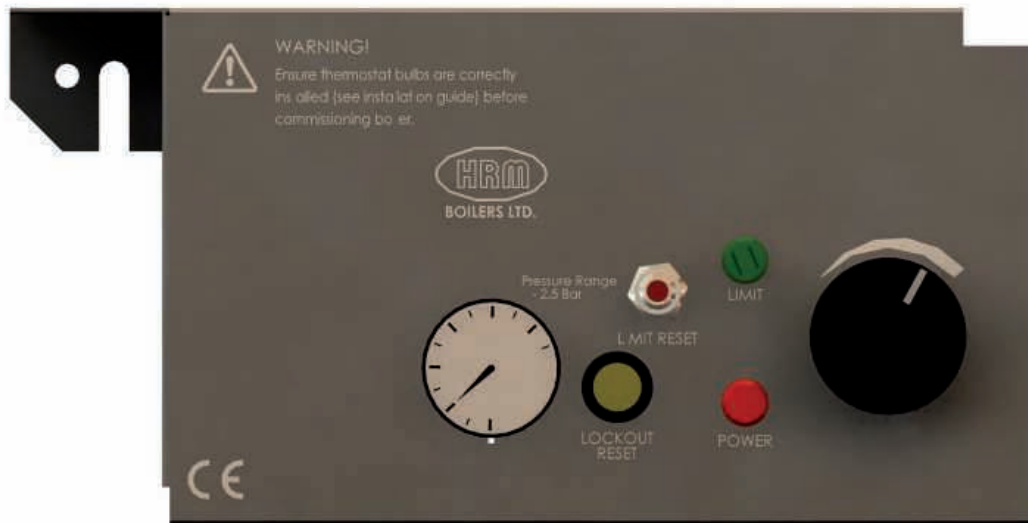 WARNING!
Ensure thermostat bulbs are correctly
ins alled (see insta lat on guide) before
commissioning bo er.
HRM
BOILERS LTD.
Pressure Range
- 2.5 Bar
L MIT RESET
LIMIT
LOCKOUT
RESET
POWER
CE